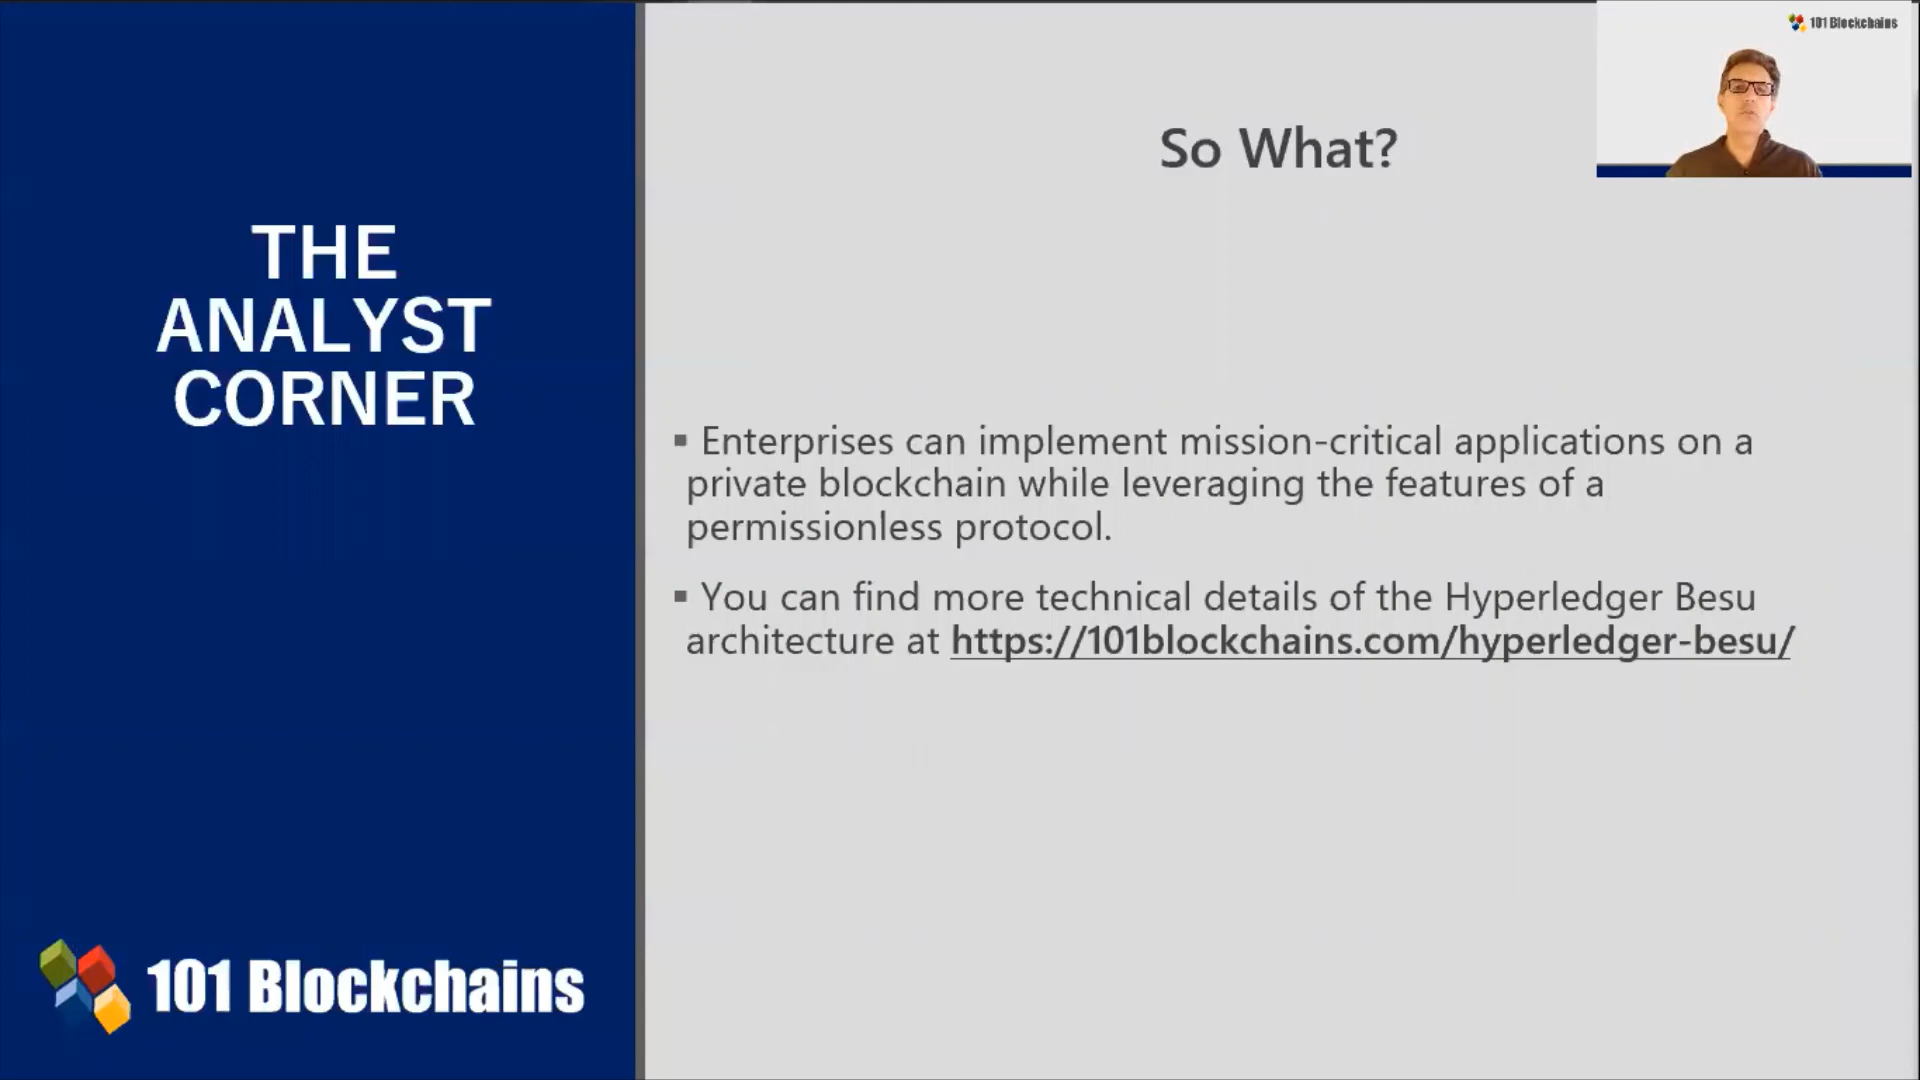 THE
ANALYST
CORNER
101 Blockchains
So What?
▪ Enterprises can implement mission-critical applications on a
private blockchain while leveraging the features of a
permissionless protocol.
▪ You can find more technical details of the Hyperledger Besu
architecture at https://101blockchains.com/hyperledger-besu/
101 Blockchains